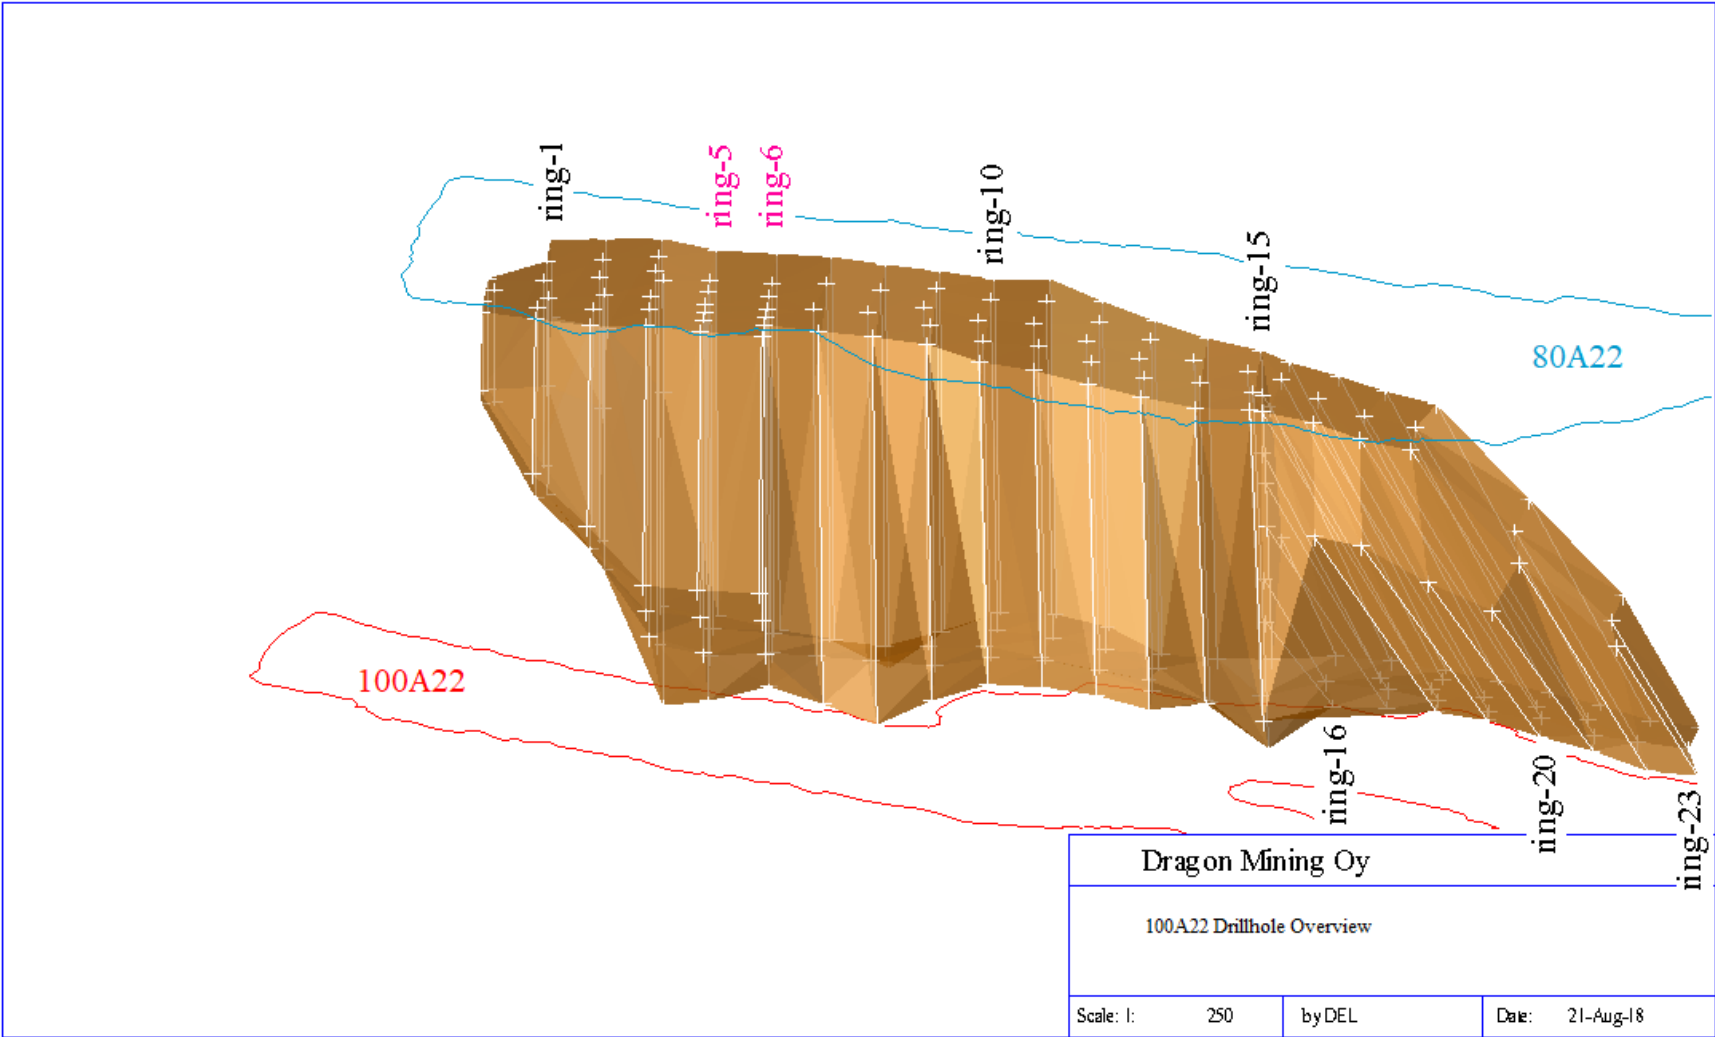 ring-1
ring-5
ring-6
ring-10
ring-15
80A22
100A22
ring-16
ring-20
ring-23
Dragon Mining Oy
100A22 Drillhole Overview
Scale: 1: 250
by DEL
Date: 21-Aug-18